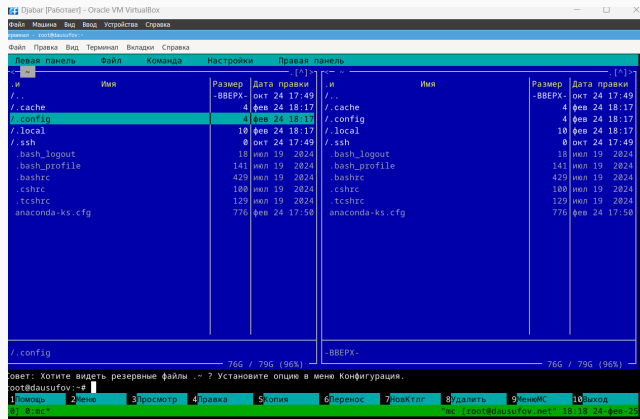 Djabar [Работает] - Oracle VM VirtualBox
Файл Машина Вид Ввод Устройства Справка
Терминал - root@dausufov:~
Файл Правка Вид Терминал Вкладки Справка
Левая панель Файл Команда Настройки Правая панель
<- ~ .[^]> <- ~ .[^]>
.и Имя Размер Дата правки .и Имя Размер Дата правки
/.. -ВВЕРХ- окт 24 17:49 /.. -ВВЕРХ- окт 24 17:49
/.cache 4 фев 24 18:17 /.cache 4 фев 24 18:17
/.config 4 фев 24 18:17 /.config 4 фев 24 18:17
/.local 10 фев 24 18:17 /.local 10 фев 24 18:17
/.ssh 0 окт 24 17:49 /.ssh 0 окт 24 17:49
.bash_logout 18 июл 19 2024 .bash_logout 18 июл 19 2024
.bash_profile 141 июл 19 2024 .bash_profile 141 июл 19 2024
.bashrc 429 июл 19 2024 .bashrc 429 июл 19 2024
.cshrc 100 июл 19 2024 .cshrc 100 июл 19 2024
.tcshrc 129 июл 19 2024 .tcshrc 129 июл 19 2024
anaconda-ks.cfg 776 фев 24 17:50 anaconda-ks.cfg 776 фев 24 17:50
/.config -ВВЕРХ-
76G / 79G (96%) 76G / 79G (96%)
Совет: Хотите видеть резервные файлы .~ ? Установите опцию в меню Конфигурация.
root@dausufov:~#
1Помощь 2Меню 3Просмотр 4Правка 5Копия 6Перенос 7НовКтлг 8Удалить 9МенюMC 10Выход
0] 0:mc* "mc [root@dausufov.net" 18:18 24-фев-25